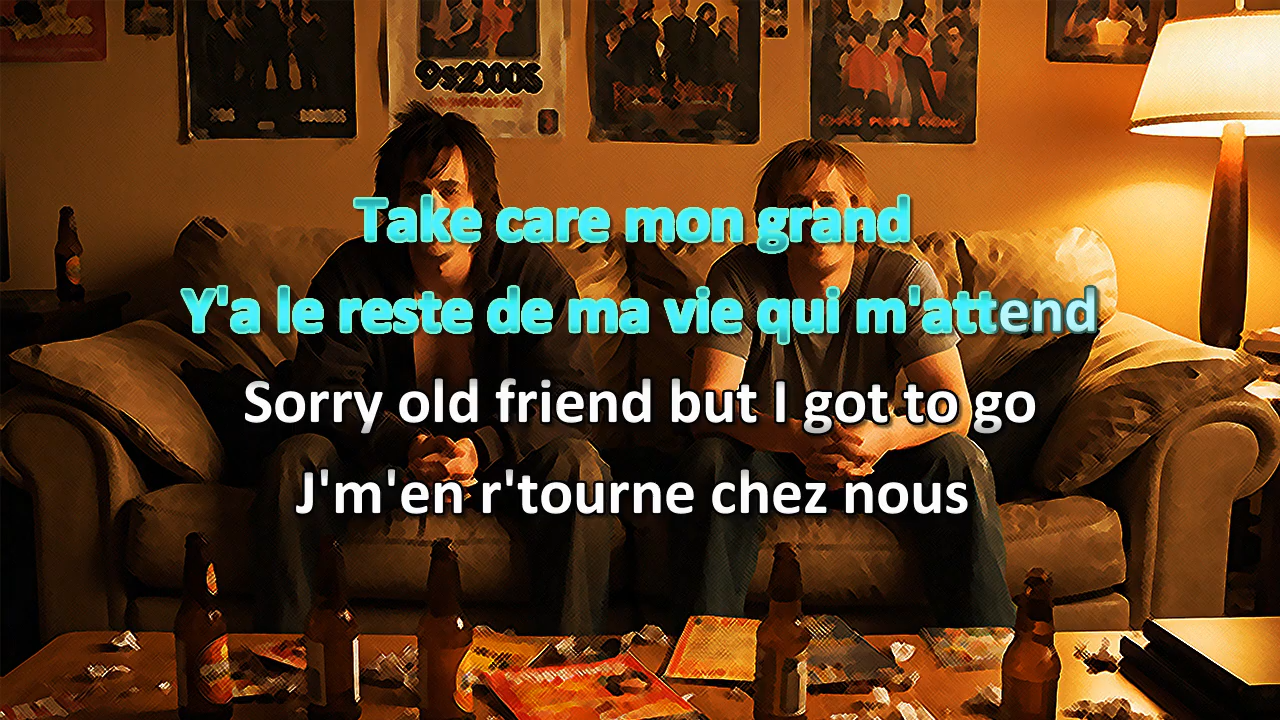 Take care mon grand
Y'a le reste de ma vie qui m'attend
Sorry old friend but I got to go
J'm'en r'tourne chez nous